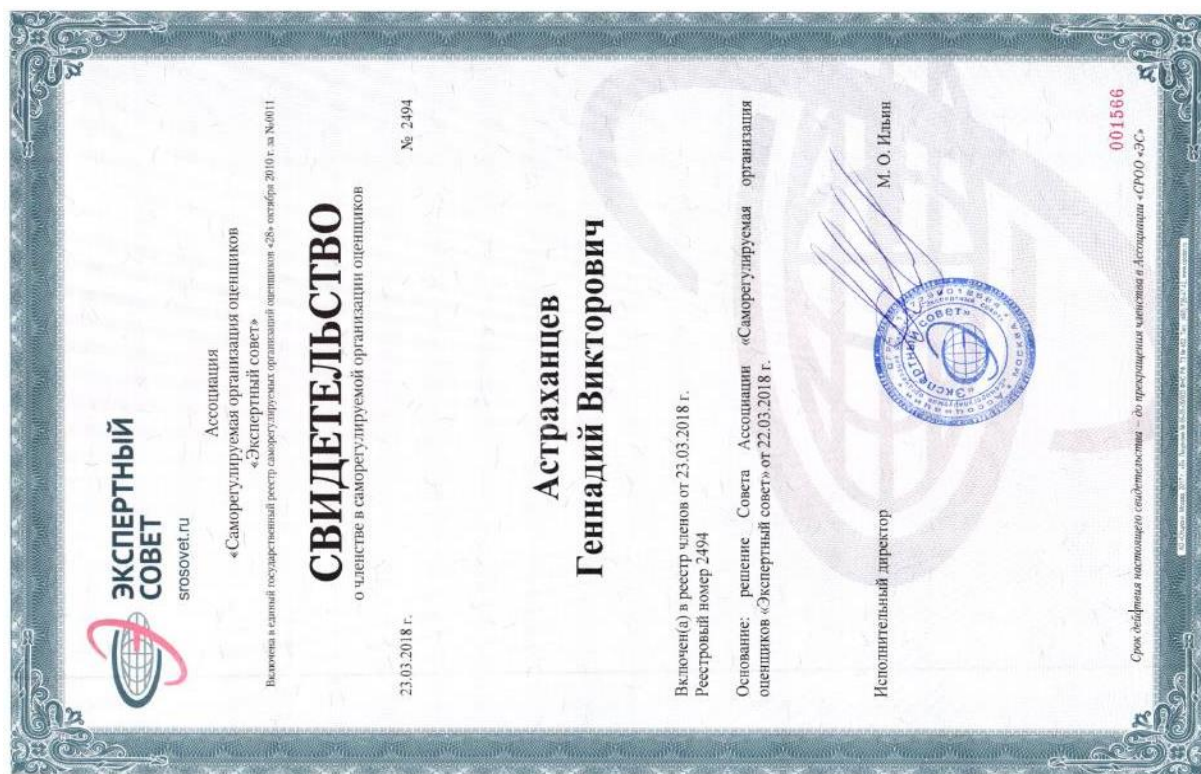 ЭКСПЕРТНЫЙ
СОВЕТ
srosovet.ru
Ассоциация
«Саморегулируемая организация оценщиков
«Экспертный совет»
Включена в единый государственный реестр саморегулируемых организаций оценщиков «28» октября 2010 г. за №0011
СВИДЕТЕЛЬСТВО
о членстве в саморегулируемой организации оценщиков
23.03.2018 г. № 2494
Астраханцев
Геннадий Викторович
Включен(а) в реестр членов от 23.03.2018 г.
Реестровый номер 2494
Основание: решение Совета Ассоциации «Саморегулируемая организация
оценщиков «Экспертный совет» от 22.03.2018 г.
Исполнительный директор М. О. Ильин
«Экспертный совет»
001566
Срок действия настоящего свидетельства – до прекращения членства в Ассоциации «СРОО «ЭС»